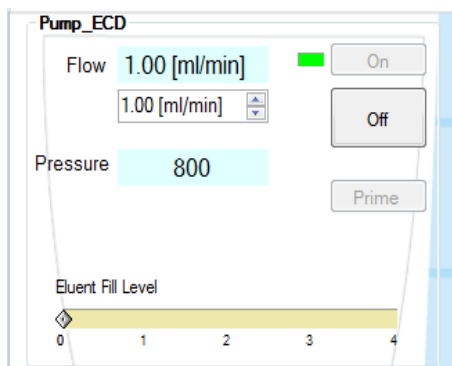 Pump_ECD
Flow 1.00 [ml/min] On
1.00 [ml/min] Off
Pressure 800
Prime
Eluent Fill Level
0 1 2 3 4